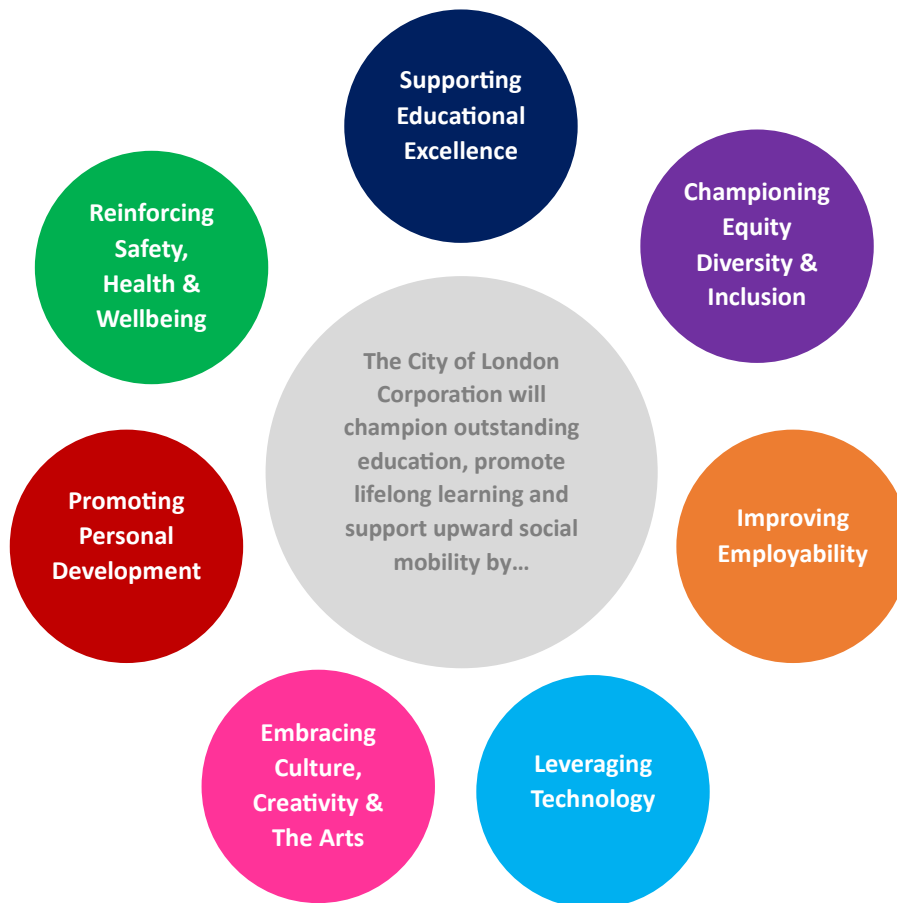 Supporting
Educational
Excellence
Championing
Equity
Diversity &
Inclusion
Improving
Employability
Leveraging
Technology
Embracing
Culture,
Creativity &
The Arts
Promoting
Personal
Development
Reinforcing
Safety,
Health &
Wellbeing
The City of London
Corporation will
champion outstanding
education, promote
lifelong learning and
support upward social
mobility by…